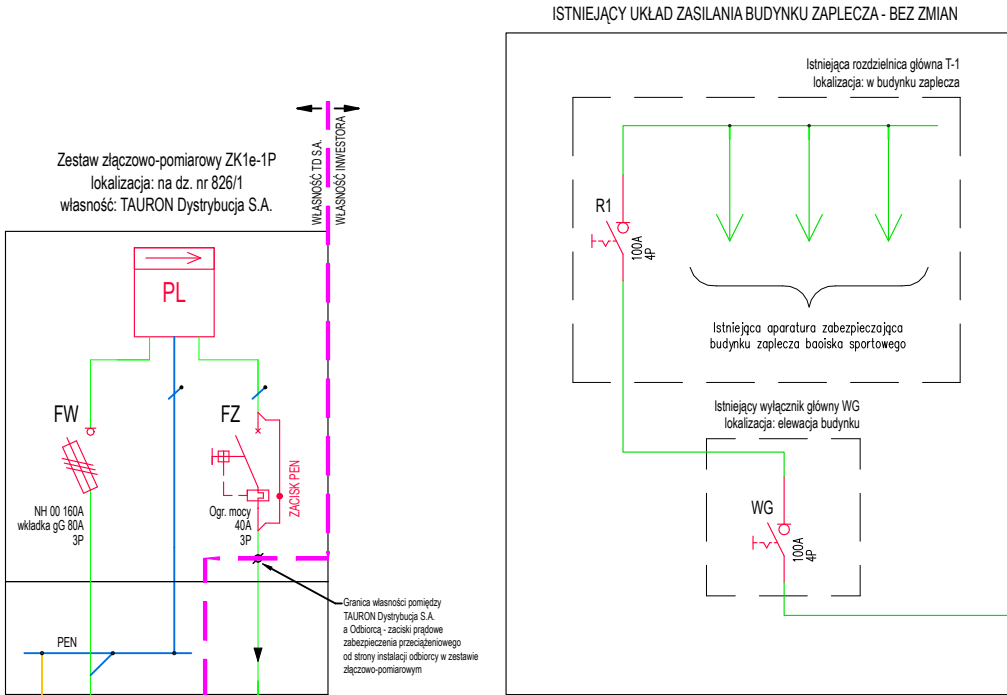 ISTNIEJĄCY UKŁAD ZASILANIA BUDYNKU ZAPLECZA - BEZ ZMIAN
Istniejąca rozdzielnica główna T-1
lokalizacja: w budynku zaplecza
WŁASNOŚĆ TD S.A.
WŁASNOŚĆ INWESTORA
Zestaw złączowo-pomiarowy ZK1e-1P
lokalizacja: na dz. nr 826/1
własność: TAURON Dystrybucja S.A.
R1
100A
4P
PL
Istniejąca aparatura zabezpieczająca
budynku zaplecza baoiska sportowego
FW
FZ
Istniejący wyłącznik główny WG
lokalizacja: elewacja budynku
ZACISK PEN
NH 00 160A
wkładka gG 80A
3P
Ogr. mocy
40A
3P
WG
100A
4P
Granica własności pomiędzy
TAURON Dystrybucja S.A.
a Odbiorcą - zaciski prądowe
zabezpieczenia przeciążeniowego
od strony instalacji odbiorcy w zestawie
złączowo-pomiarowym
PEN